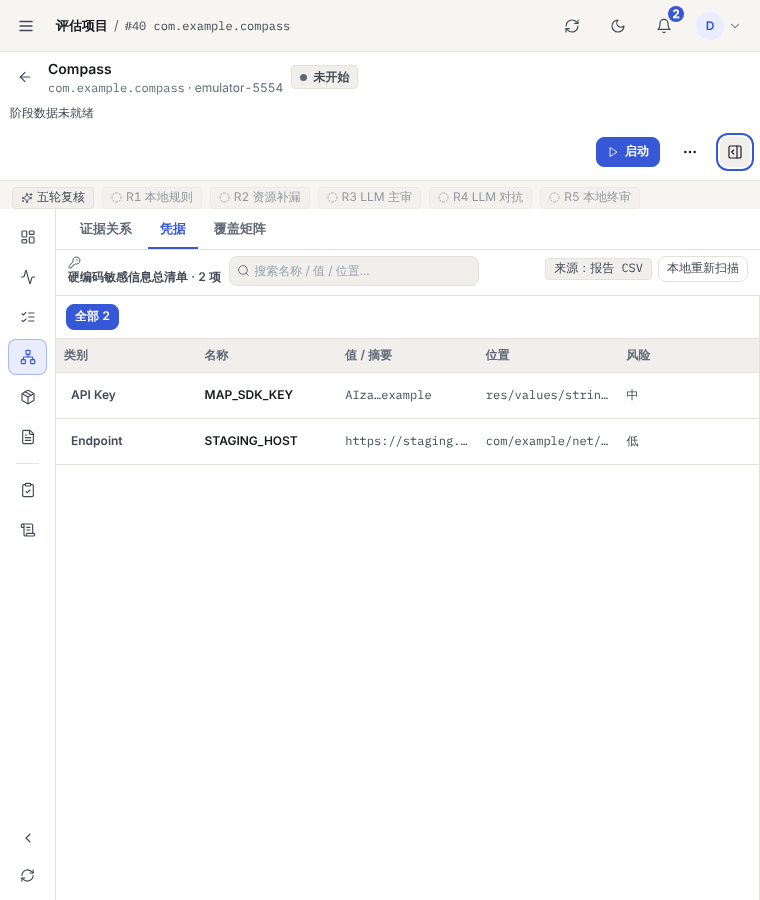 评估项目 / #40 com.example.compass
2
D
Compass
com.example.compass · emulator-5554
未开始
阶段数据未就绪
启动
五轮复核
R1 本地规则
R2 资源补漏
R3 LLM 主审
R4 LLM 对抗
R5 本地终审
证据关系
凭据
覆盖矩阵
硬编码敏感信息总清单 · 2 项
搜索名称 / 值 / 位置…
来源：报告 CSV
本地重新扫描
全部 2
类别 名称 值 / 摘要 位置 风险
API Key MAP_SDK_KEY AIza…example res/values/strin… 中
Endpoint STAGING_HOST https://staging.… com/example/net/… 低